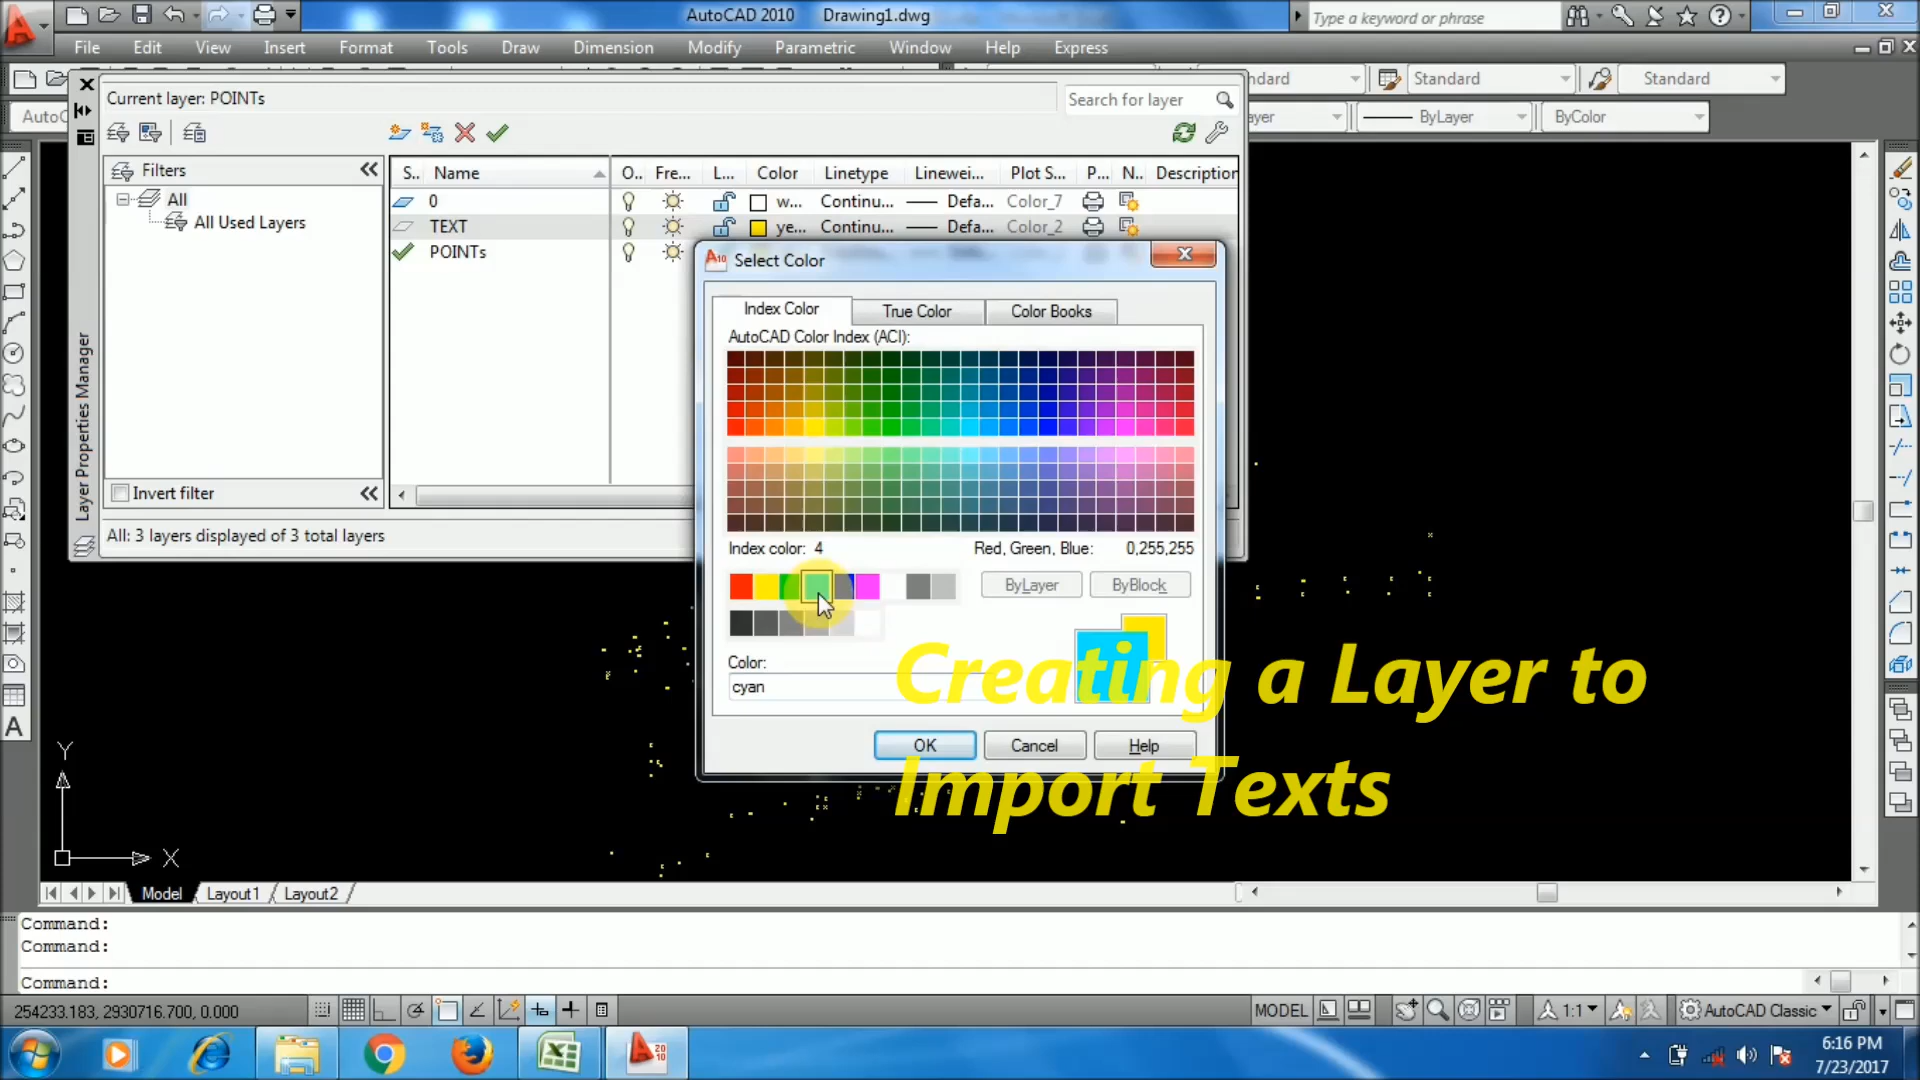 AutoCAD 2010 Drawing1.dwg
Type a keyword or phrase
File Edit View Insert Format Tools Draw Dimension Modify Parametric Window Help Express
Standard
Standard
ByLayer
ByColor
Current layer: POINTs
Search for layer
Filters
All
All Used Layers
Invert filter
S.. Name O.. Fre... L... Color Linetype Linewei... Plot S... P... N.. Description
0 w... Continu... Defa... Color_7
TEXT ye... Continu... Defa... Color_2
POINTs
Layer Properties Manager
All: 3 layers displayed of 3 total layers
Select Color
Index Color True Color Color Books
AutoCAD Color Index (ACI):
Index color: 4 Red, Green, Blue: 0,255,255
ByLayer ByBlock
Color:
cyan
OK Cancel Help
Creating a Layer to
Import Texts
Y
X
Model Layout1 Layout2
Command:
Command:
Command:
254233.183, 2930716.700, 0.000
MODEL 1:1 AutoCAD Classic
6:16 PM
7/23/2017